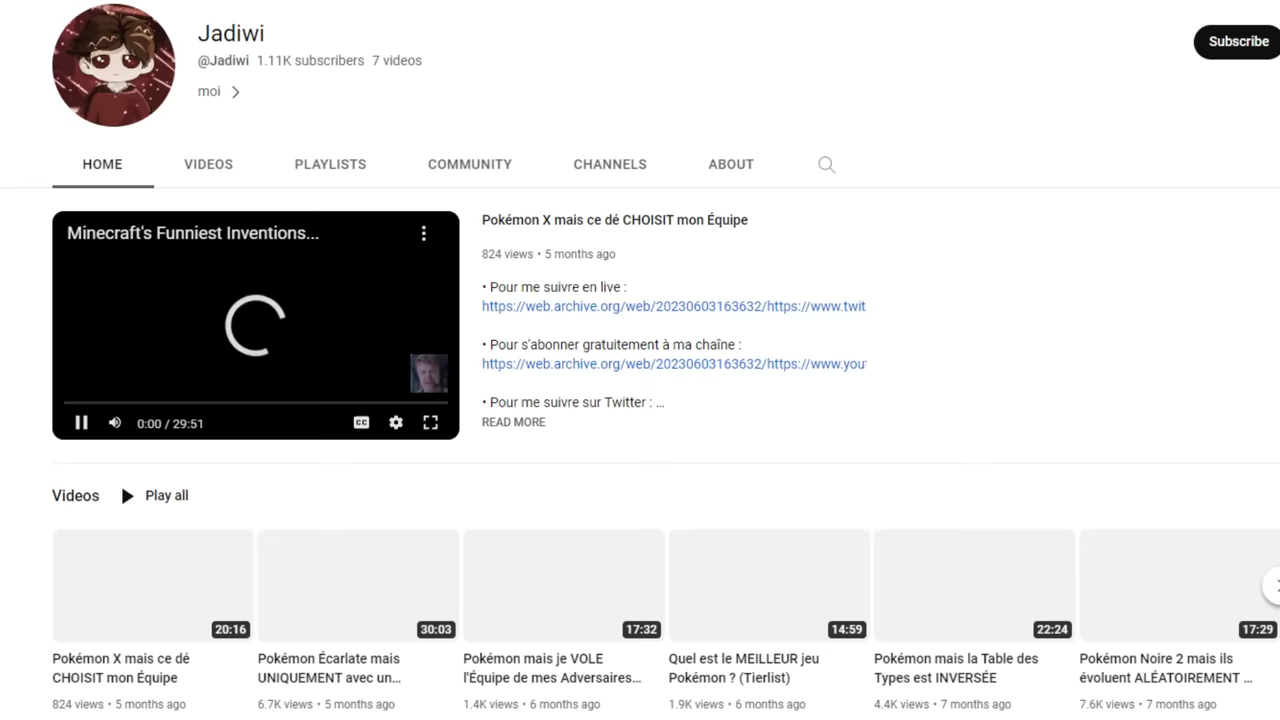 Jadiwi
Subscribe
@Jadiwi 1.11K subscribers 7 videos
moi
HOME VIDEOS PLAYLISTS COMMUNITY CHANNELS ABOUT
Minecraft's Funniest Inventions...
0:00 / 29:51
Pokémon X mais ce dé CHOISIT mon Équipe
824 views • 5 months ago
• Pour me suivre en live :
https://web.archive.org/web/20230603163632/https://www.twit
• Pour s'abonner gratuitement à ma chaîne :
https://web.archive.org/web/20230603163632/https://www.you
• Pour me suivre sur Twitter : ...
READ MORE
Videos Play all
20:16
Pokémon X mais ce dé
CHOISIT mon Équipe
824 views • 5 months ago
30:03
Pokémon Écarlate mais
UNIQUEMENT avec un...
6.7K views • 5 months ago
17:32
Pokémon mais je VOLE
l'Équipe de mes Adversaires...
1.4K views • 6 months ago
14:59
Quel est le MEILLEUR jeu
Pokémon ? (Tierlist)
1.9K views • 6 months ago
22:24
Pokémon mais la Table des
Types est INVERSÉE
4.4K views • 7 months ago
17:29
Pokémon Noire 2 mais ils
évoluent ALÉATOIREMENT ...
7.6K views • 7 months ago